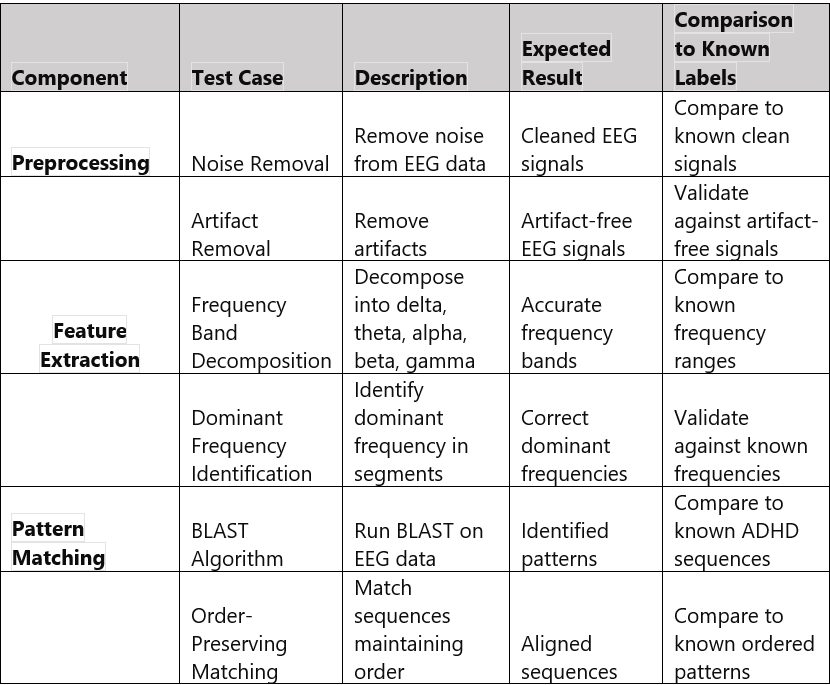 Component
Test Case
Description
Expected
Result
Comparison
to Known
Labels
Preprocessing
Noise Removal
Remove noise
from EEG data
Cleaned EEG
signals
Compare to
known clean
signals
Artifact
Removal
Remove
artifacts
Artifact-free
EEG signals
Validate
against artifact-
free signals
Feature
Extraction
Frequency
Band
Decomposition
Decompose
into delta,
theta, alpha,
beta, gamma
Accurate
frequency
bands
Compare to
known
frequency
ranges
Dominant
Frequency
Identification
Identify
dominant
frequency in
segments
Correct
dominant
frequencies
Validate
against known
frequencies
Pattern
Matching
BLAST
Algorithm
Run BLAST on
EEG data
Identified
patterns
Compare to
known ADHD
sequences
Order-
Preserving
Matching
Match
sequences
maintaining
order
Aligned
sequences
Compare to
known ordered
patterns